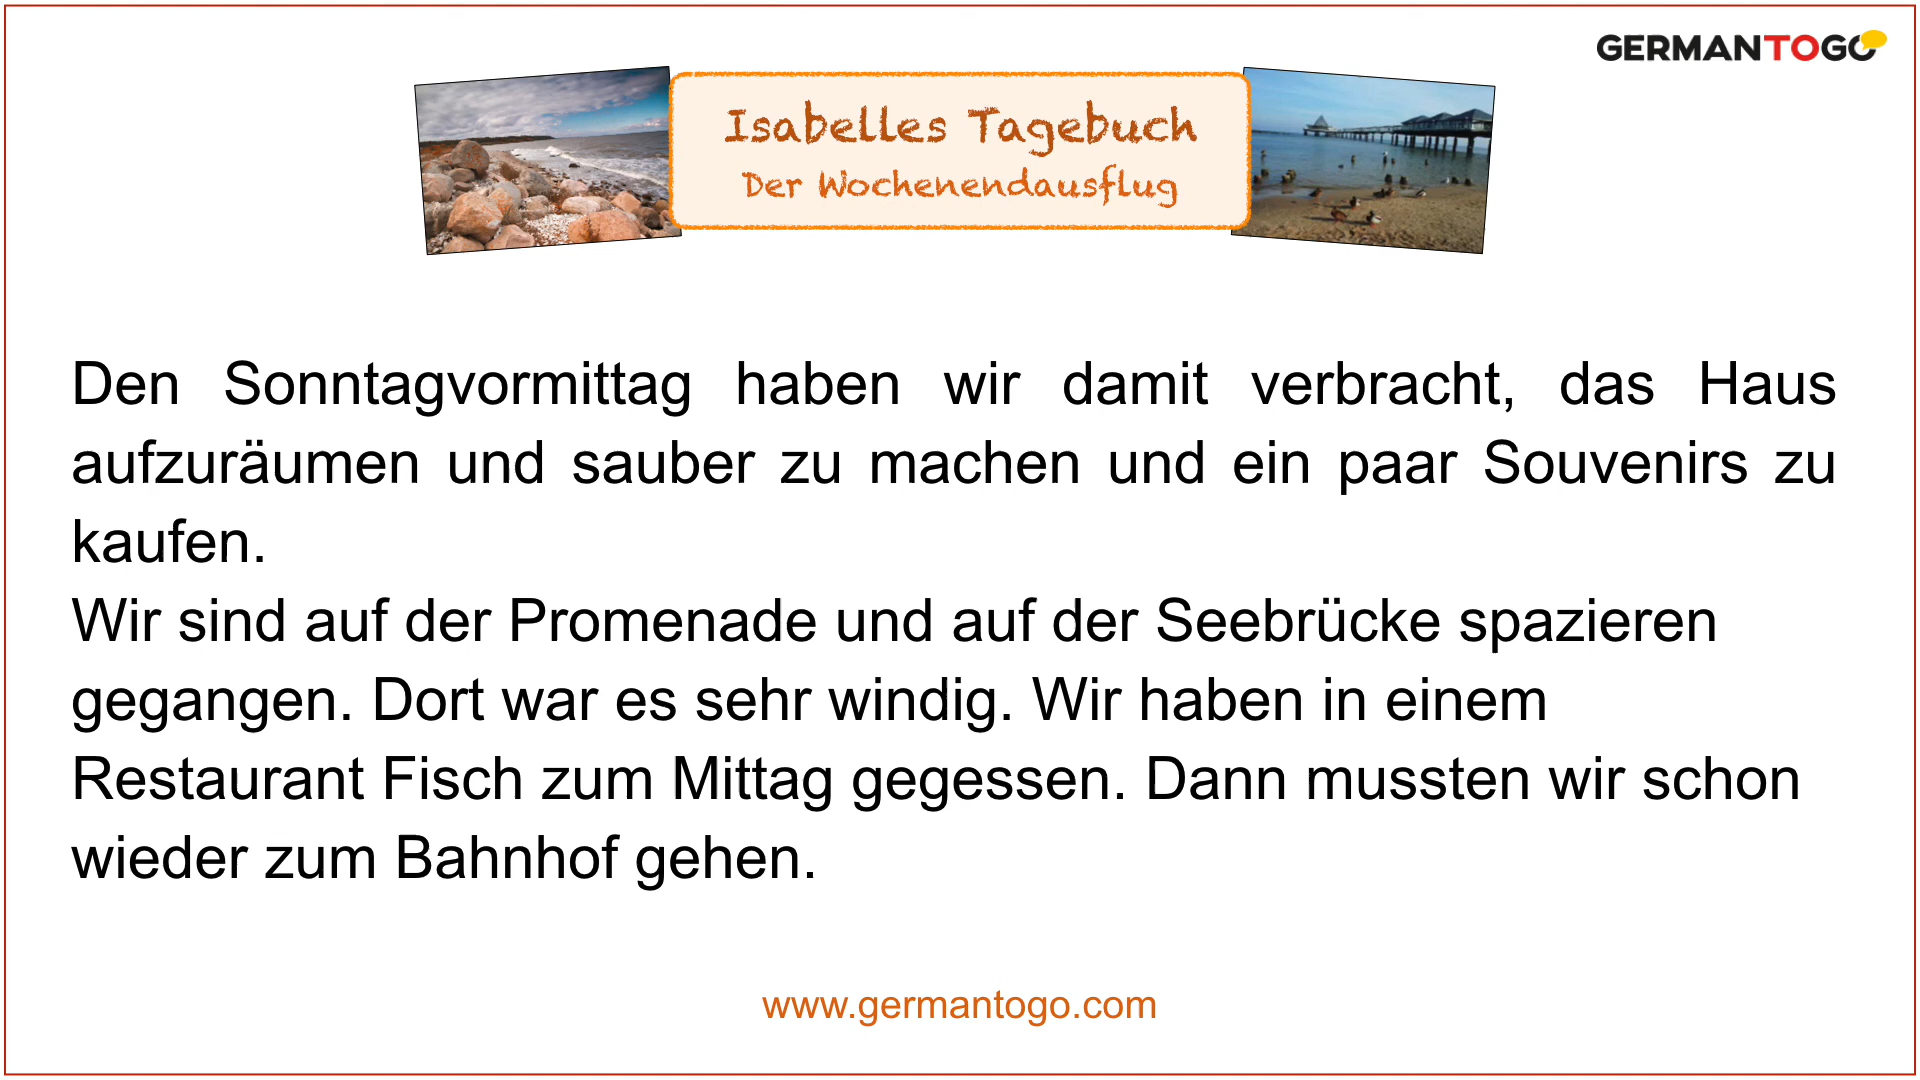 GERMANTOGO
Isabelles Tagebuch
Der Wochenendausflug
Den Sonntagvormittag haben wir damit verbracht, das Haus
aufzuräumen und sauber zu machen und ein paar Souvenirs zu
kaufen.
Wir sind auf der Promenade und auf der Seebrücke spazieren
gegangen. Dort war es sehr windig. Wir haben in einem
Restaurant Fisch zum Mittag gegessen. Dann mussten wir schon
wieder zum Bahnhof gehen.
www.germantogo.com